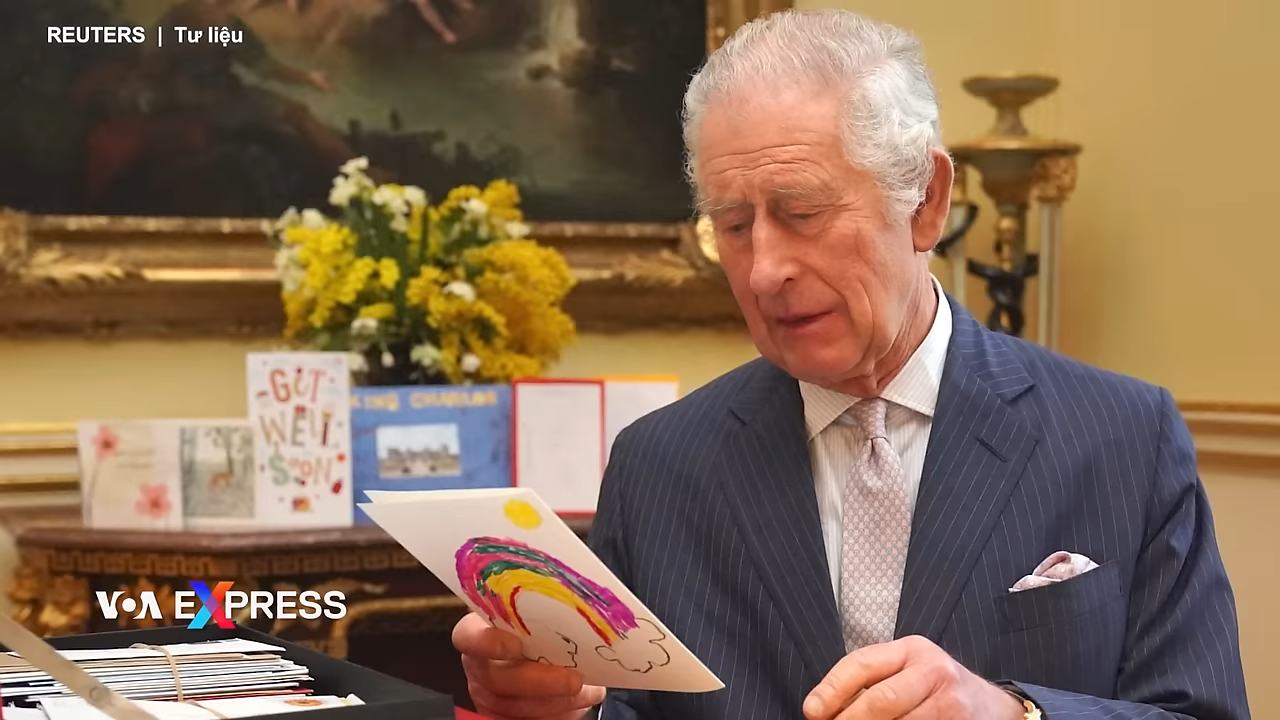 REUTERS | Tư liệu
GET
WELL
SOON
KING CHARLES
VOA EXPRESS